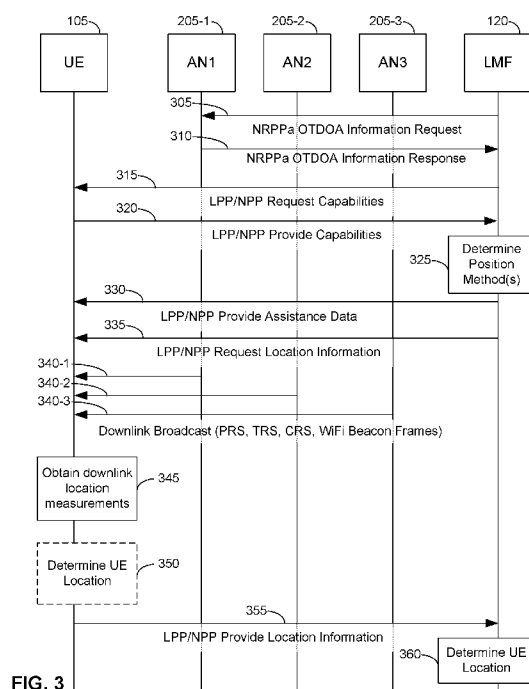 105
205-1
205-2
205-3
120
UE
AN1
AN2
AN3
LMF
305
NRPPa OTDOA Information Request
310
NRPPa OTDOA Information Response
315
LPP/NPP Request Capabilities
320
LPP/NPP Provide Capabilities
325
Determine
Position
Method(s)
330
LPP/NPP Provide Assistance Data
335
LPP/NPP Request Location Information
340-1
340-2
340-3
Downlink Broadcast (PRS, TRS, CRS, WiFi Beacon Frames)
Obtain downlink
location
measurements
345
Determine UE
Location
350
355
LPP/NPP Provide Location Information
360
Determine UE
Location
FIG. 3